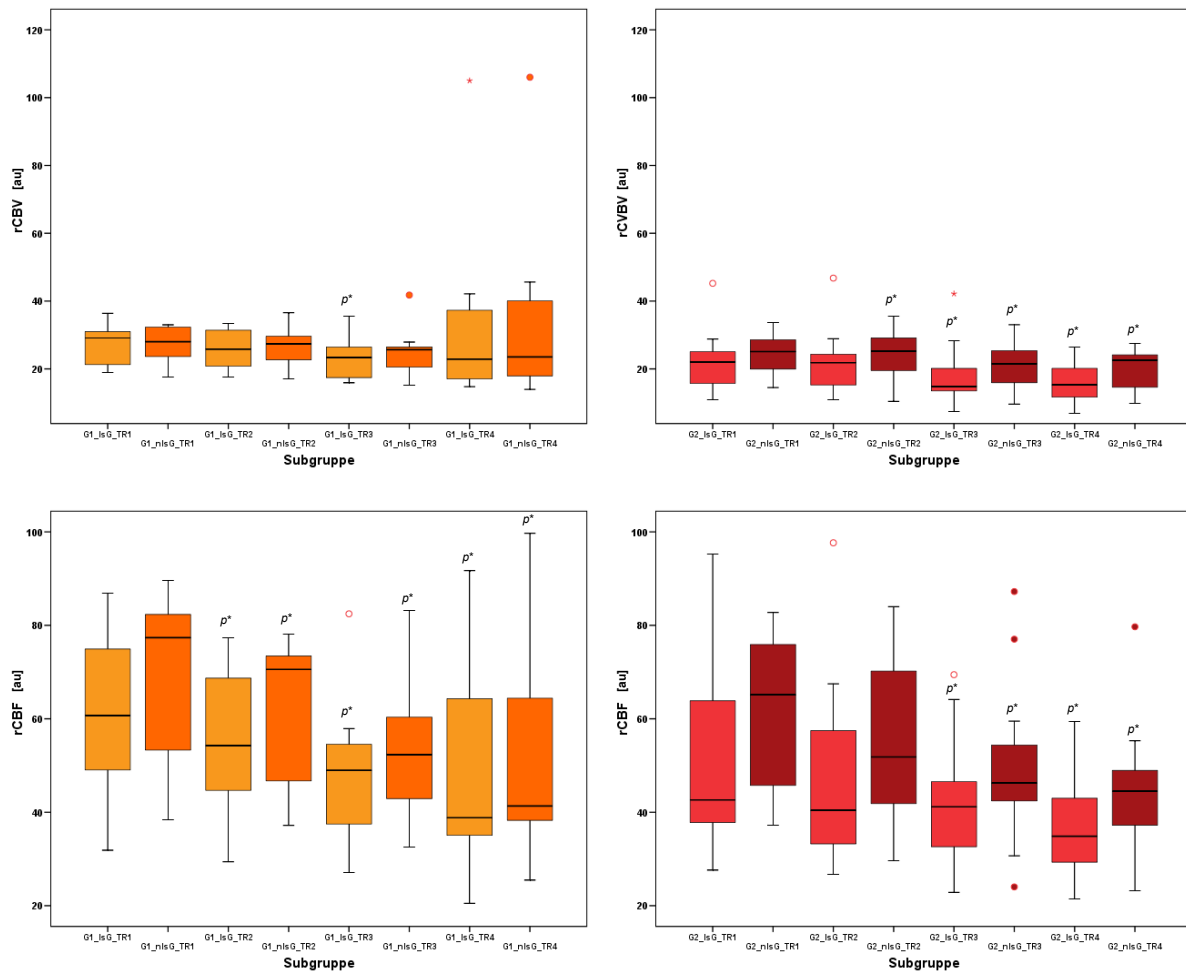 120
100
80
60
40
20
rCBV [au]
p*
G1_IsG_TR1
G1_nIsG_TR1
G1_IsG_TR2
G1_nIsG_TR2
G1_IsG_TR3
G1_nIsG_TR3
G1_IsG_TR4
G1_nIsG_TR4
Subgruppe
120
100
80
60
40
20
rCVBV [au]
p*
p*
p*
p*
p*
G2_IsG_TR1
G2_nIsG_TR1
G2_IsG_TR2
G2_nIsG_TR2
G2_IsG_TR3
G2_nIsG_TR3
G2_IsG_TR4
G2_nIsG_TR4
Subgruppe
100
80
60
40
20
rCBF [au]
p*
p*
p*
p*
p*
p*
G1_IsG_TR1
G1_nIsG_TR1
G1_IsG_TR2
G1_nIsG_TR2
G1_IsG_TR3
G1_nIsG_TR3
G1_IsG_TR4
G1_nIsG_TR4
Subgruppe
100
80
60
40
20
rCBF [au]
p*
p*
p*
p*
G2_IsG_TR1
G2_nIsG_TR1
G2_IsG_TR2
G2_nIsG_TR2
G2_IsG_TR3
G2_nIsG_TR3
G2_IsG_TR4
G2_nIsG_TR4
Subgruppe